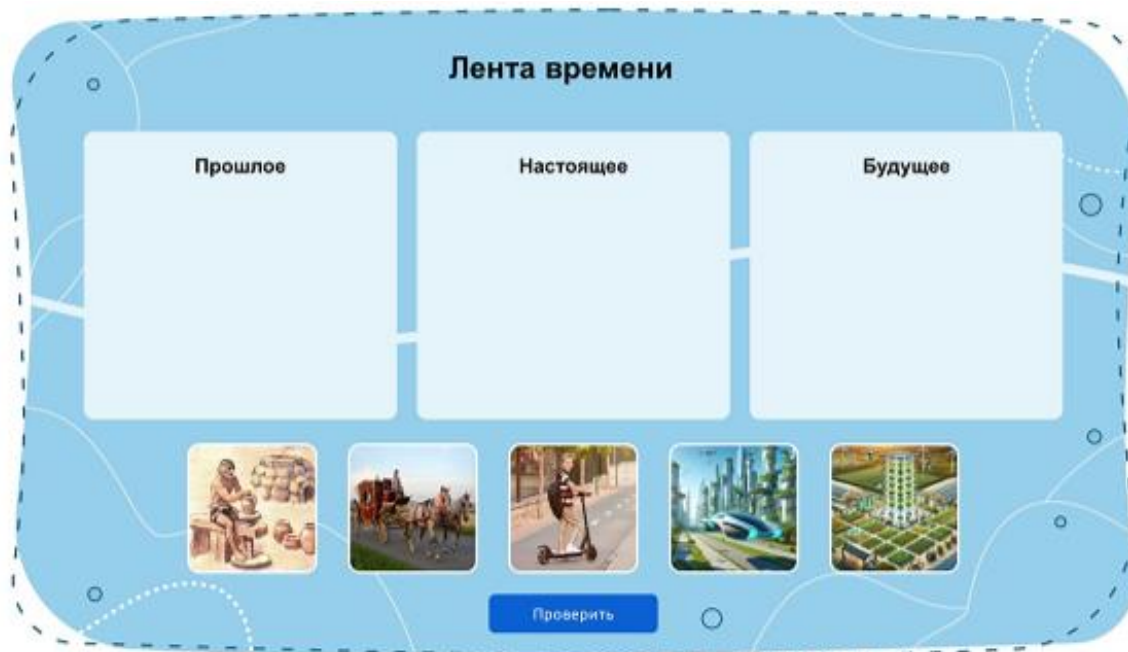 Лента времени
Прошлое
Настоящее
Будущее
Проверить